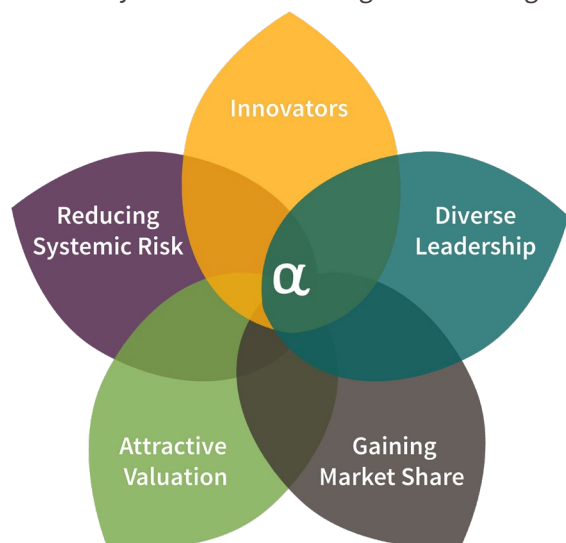 Innovators
Reducing
Systemic Risk
Diverse
Leadership
α
Attractive
Valuation
Gaining
Market Share